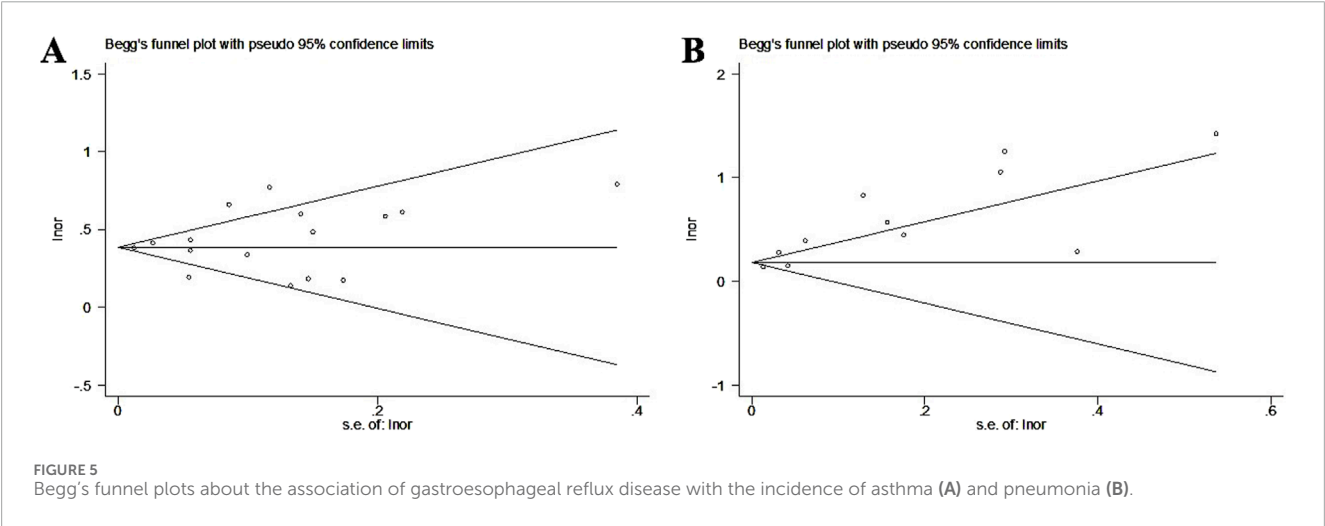 A
Begg's funnel plot with pseudo 95% confidence limits
1.5
1
.5
0
-.5
lnor
0
.2
.4
s.e. of: lnor
B
Begg's funnel plot with pseudo 95% confidence limits
2
1
0
-1
lnor
0
.2
.4
.6
s.e. of: lnor
FIGURE 5
Begg's funnel plots about the association of gastroesophageal reflux disease with the incidence of asthma (A) and pneumonia (B).